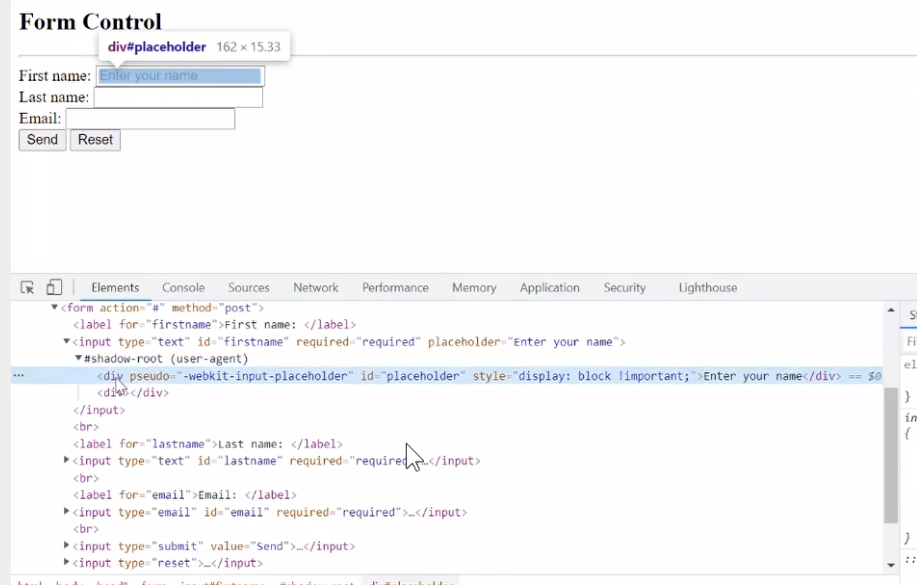 Form Control
div#placeholder 162 × 15.33
First name: Enter your name
Last name:
Email:
Send Reset
Elements Console Sources Network Performance Memory Application Security Lighthouse
▼<form action="#" method="post">
<label for="firstname">First name: </label>
▼<input type="text" id="firstname" required="required" placeholder="Enter your name">
▼#shadow-root (user-agent)
<div pseudo="-webkit-input-placeholder" id="placeholder" style="display: block !important;">Enter your name</div> == $0
<div></div>
</input>
<br>
<label for="lastname">Last name: </label>
▶<input type="text" id="lastname" required="required">…</input>
<br>
<label for="email">Email: </label>
▶<input type="email" id="email" required="required">…</input>
<br>
▶<input type="submit" value="Send">…</input>
▶<input type="reset">…</input>